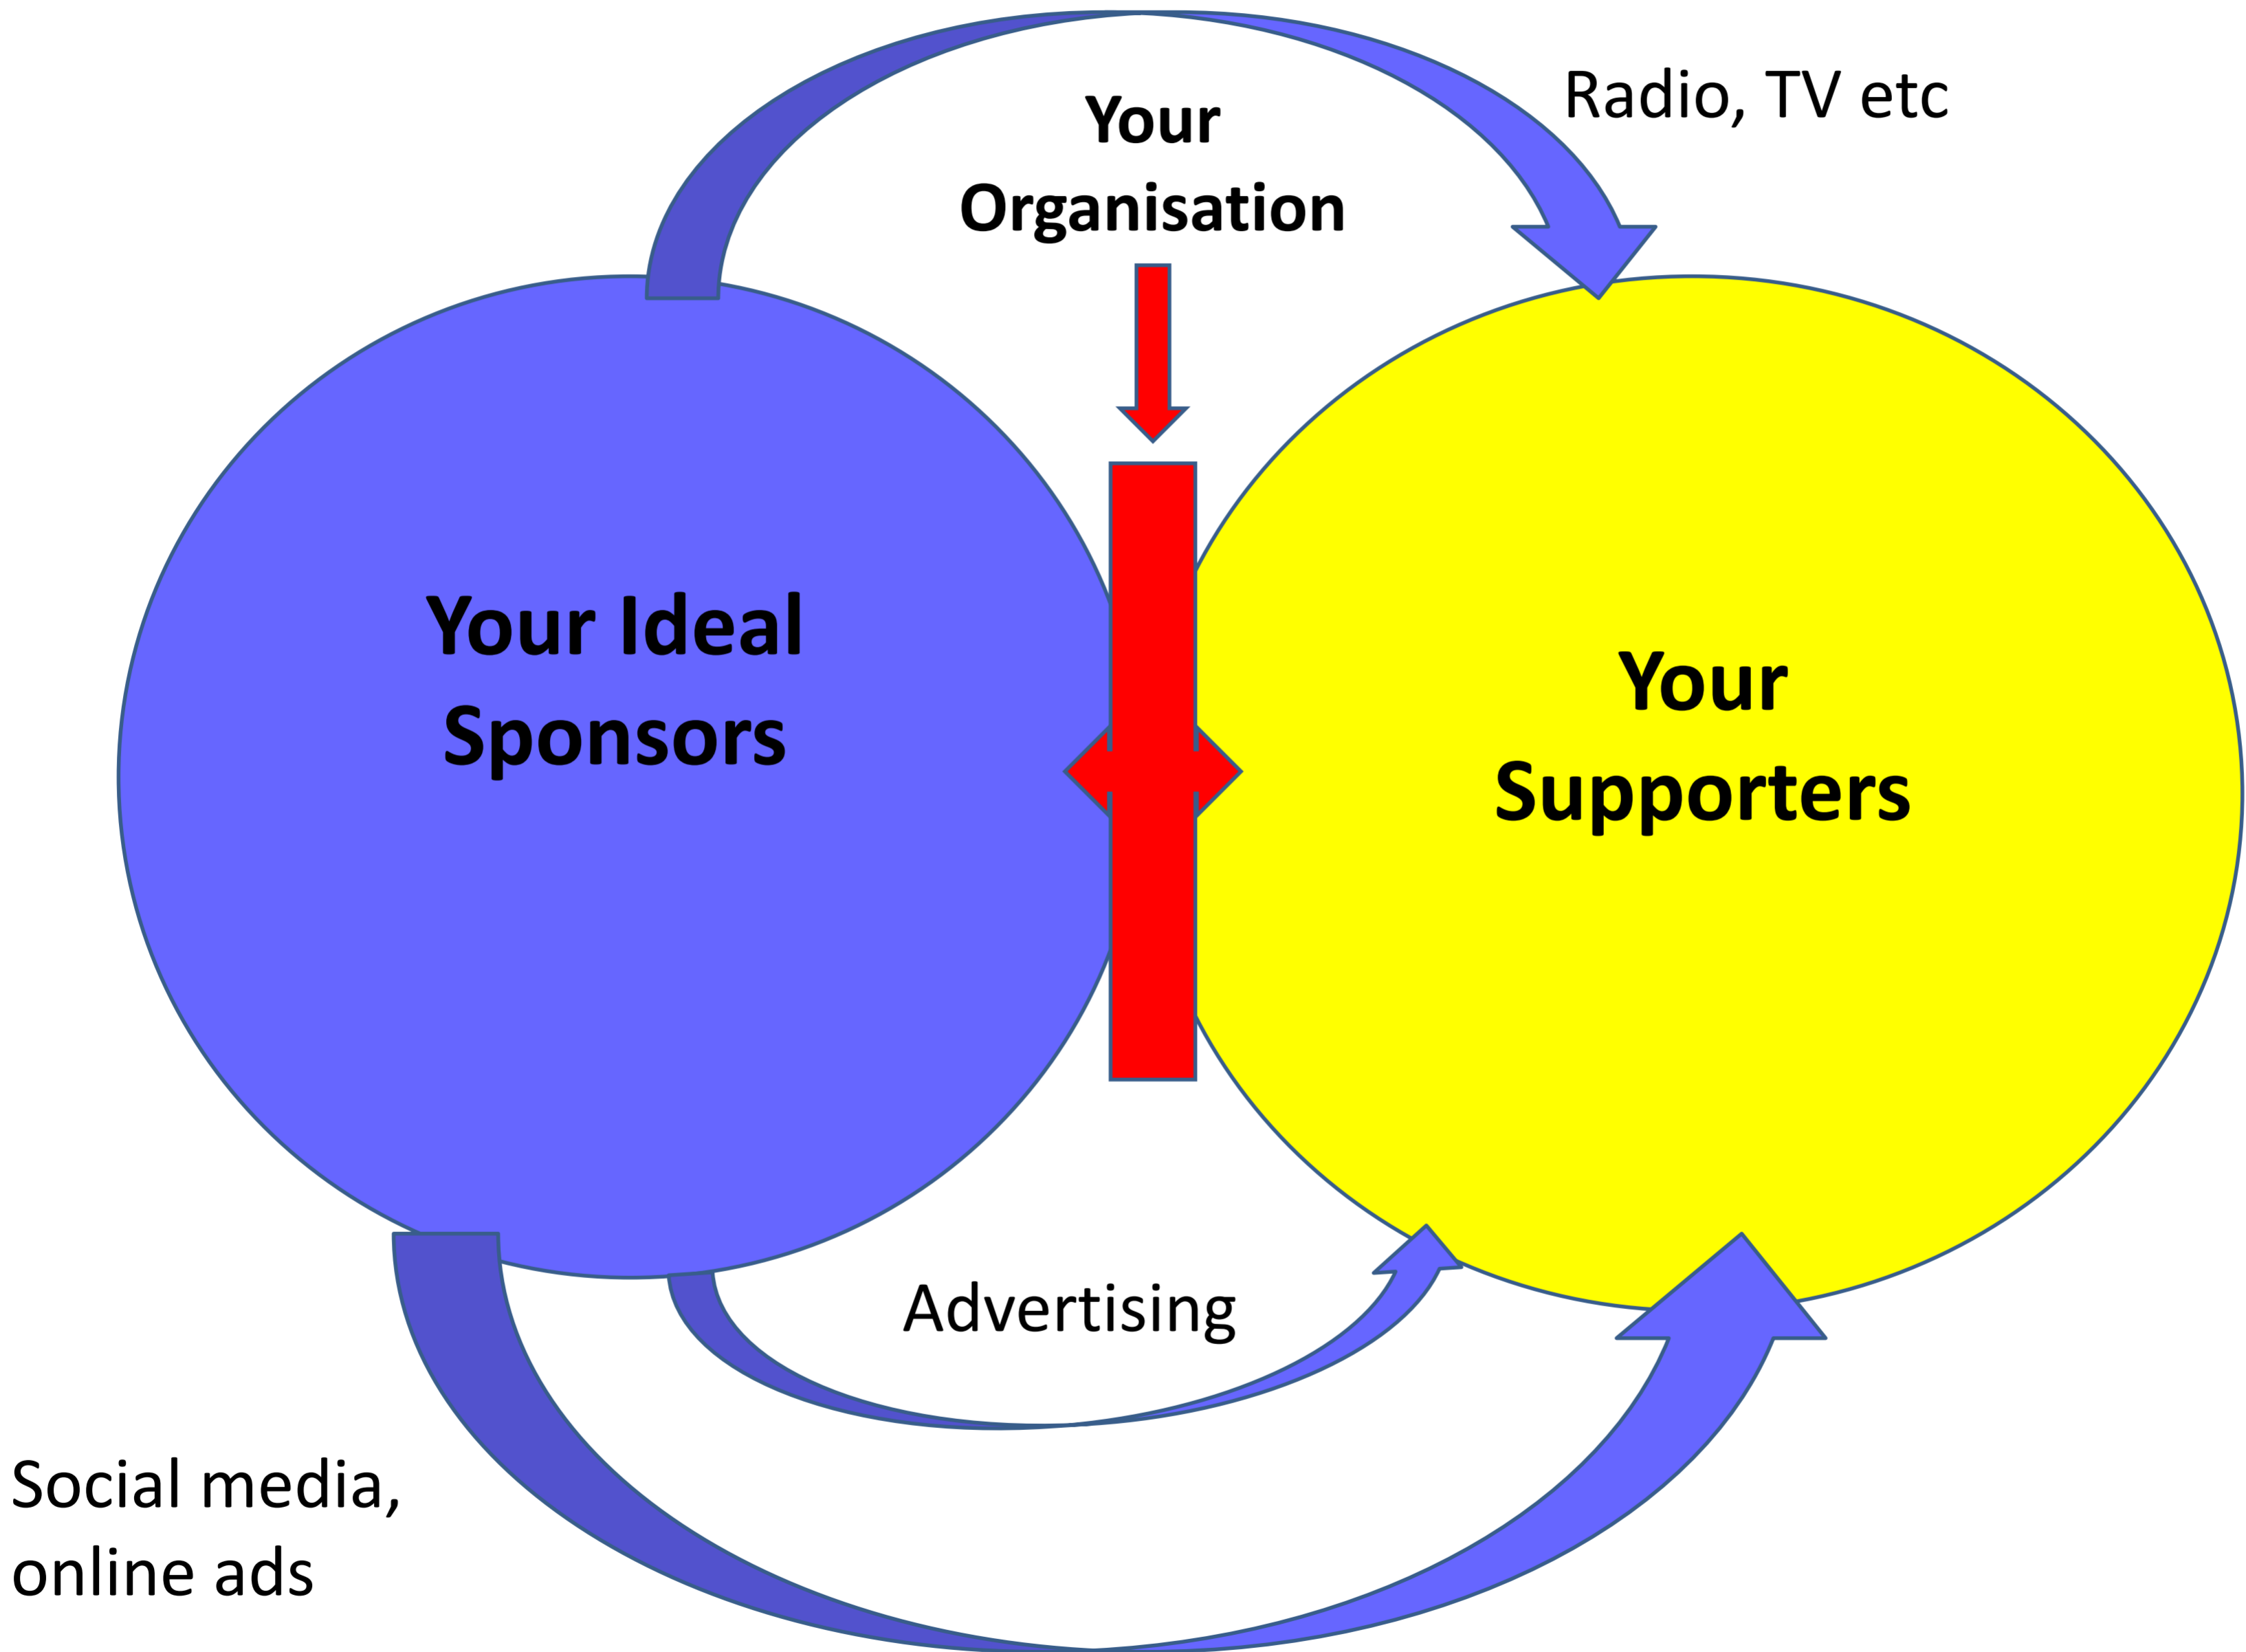 Radio, TV etc
Your
Organisation
Your Ideal
Sponsors
Your
Supporters
Advertising
Social media,
online ads